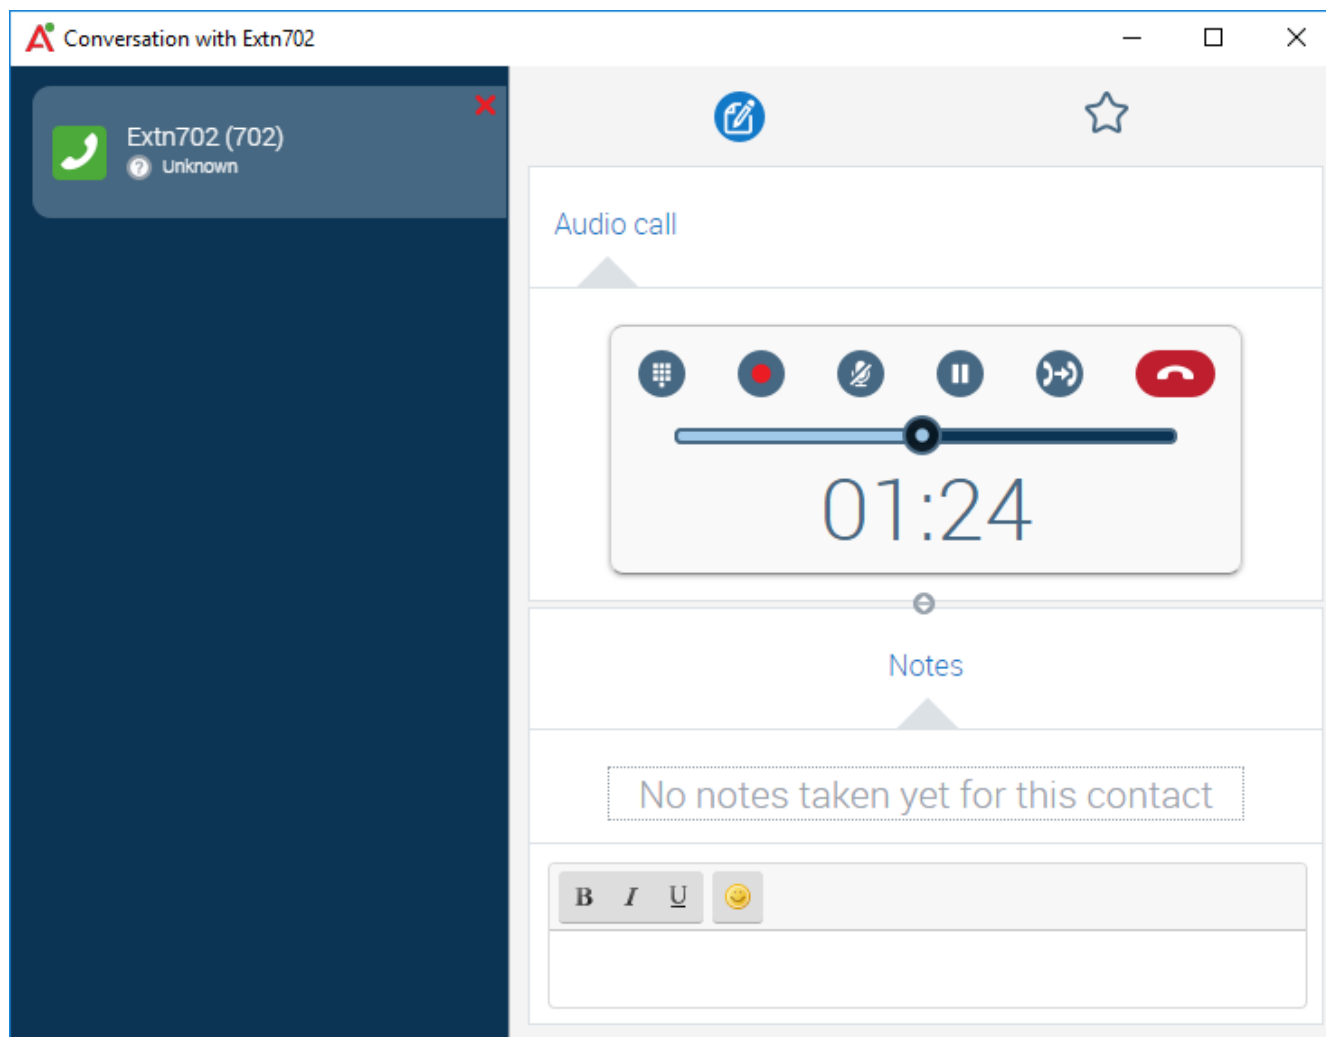 Conversation with Extn702
Extn702 (702)
? Unknown
Audio call
01:24
Notes
No notes taken yet for this contact
B I U